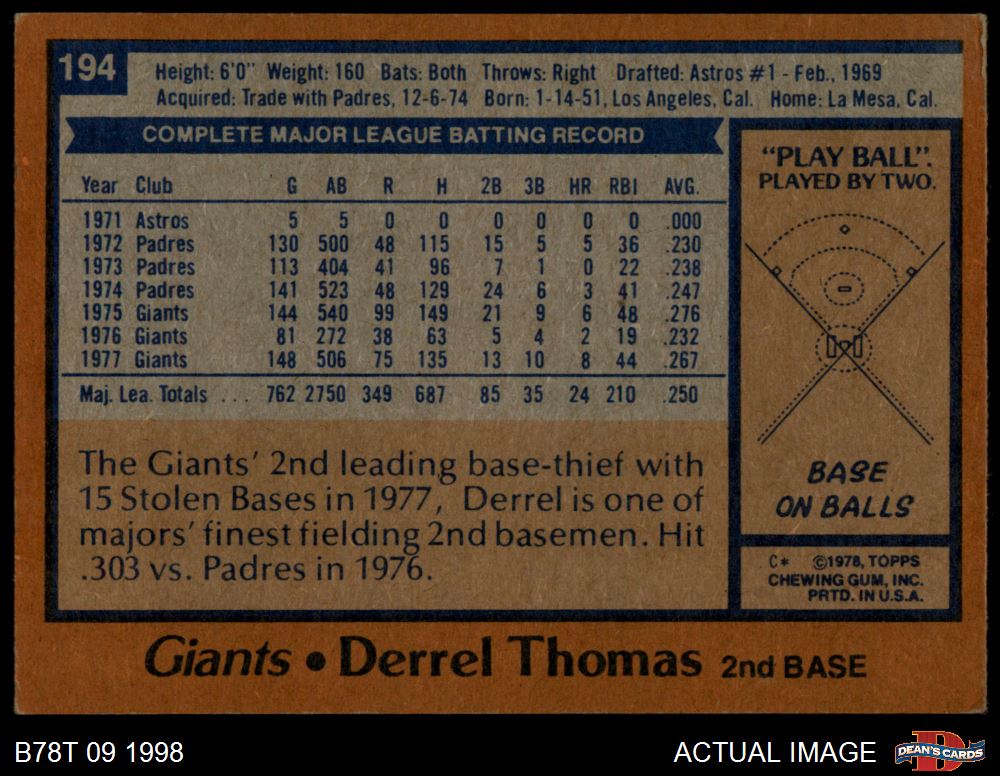 194
Height: 6'0" Weight: 160 Bats: Both Throws: Right Drafted: Astros #1 - Feb., 1969
Acquired: Trade with Padres, 12-6-74 Born: 1-14-51, Los Angeles, Cal. Home: La Mesa, Cal.
COMPLETE MAJOR LEAGUE BATTING RECORD
Year Club G AB R H 2B 3B HR RBI AVG.
1971 Astros 5 5 0 0 0 0 0 0 .000
1972 Padres 130 500 48 115 15 5 5 36 .230
1973 Padres 113 404 41 96 7 1 0 22 .238
1974 Padres 141 523 48 129 24 6 3 41 .247
1975 Giants 144 540 99 149 21 9 6 48 .276
1976 Giants 81 272 38 63 5 4 2 19 .232
1977 Giants 148 506 75 135 13 10 8 44 .267
Maj. Lea. Totals . . . 762 2750 349 687 85 35 24 210 .250
The Giants' 2nd leading base-thief with
15 Stolen Bases in 1977, Derrel is one of
majors' finest fielding 2nd basemen. Hit
.303 vs. Padres in 1976.
"PLAY BALL".
PLAYED BY TWO.
BASE
ON BALLS
C* ©1978, TOPPS
CHEWING GUM, INC.
PRTD. IN U.S.A.
Giants • Derrel Thomas 2nd BASE
B78T 09 1998
ACTUAL IMAGE
D
DEAN'S CARDS